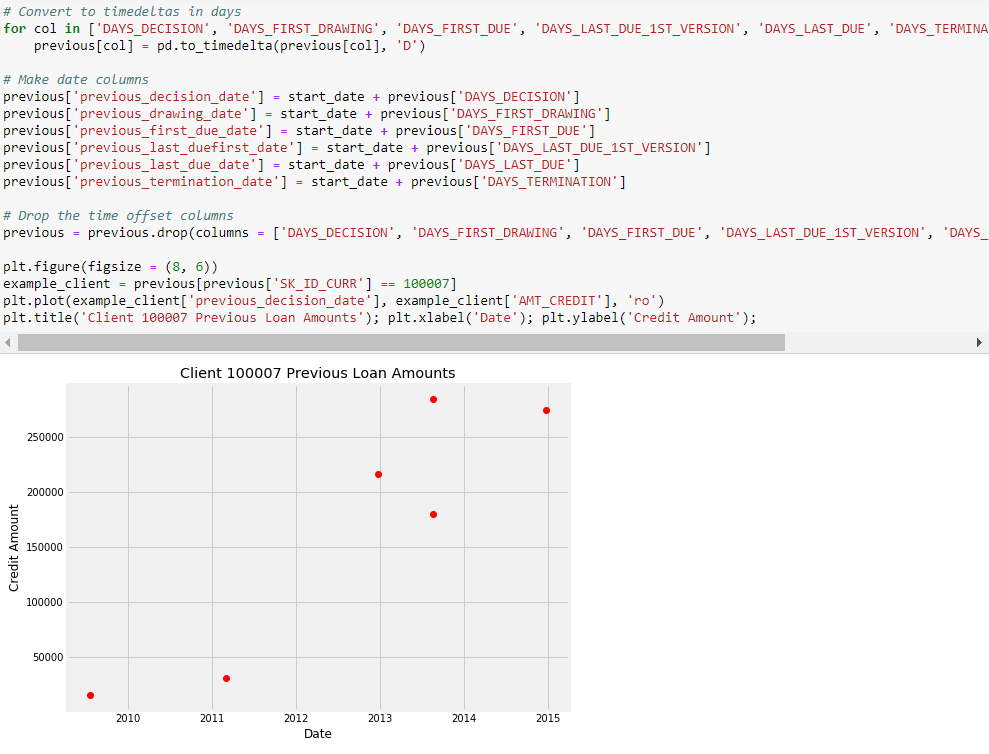 # Convert to timedeltas in days
for col in ['DAYS_DECISION', 'DAYS_FIRST_DRAWING', 'DAYS_FIRST_DUE', 'DAYS_LAST_DUE_1ST_VERSION', 'DAYS_LAST_DUE', 'DAYS_TERMINA
    previous[col] = pd.to_timedelta(previous[col], 'D')
# Make date columns
previous['previous_decision_date'] = start_date + previous['DAYS_DECISION']
previous['previous_drawing_date'] = start_date + previous['DAYS_FIRST_DRAWING']
previous['previous_first_due_date'] = start_date + previous['DAYS_FIRST_DUE']
previous['previous_last_duefirst_date'] = start_date + previous['DAYS_LAST_DUE_1ST_VERSION']
previous['previous_last_due_date'] = start_date + previous['DAYS_LAST_DUE']
previous['previous_termination_date'] = start_date + previous['DAYS_TERMINATION']
# Drop the time offset columns
previous = previous.drop(columns = ['DAYS_DECISION', 'DAYS_FIRST_DRAWING', 'DAYS_FIRST_DUE', 'DAYS_LAST_DUE_1ST_VERSION', 'DAYS_
plt.figure(figsize = (8, 6))
example_client = previous[previous['SK_ID_CURR'] == 100007]
plt.plot(example_client['previous_decision_date'], example_client['AMT_CREDIT'], 'ro')
plt.title('Client 100007 Previous Loan Amounts'); plt.xlabel('Date'); plt.ylabel('Credit Amount');
Client 100007 Previous Loan Amounts
Credit Amount
250000
200000
150000
100000
50000
2010 2011 2012 2013 2014 2015
Date